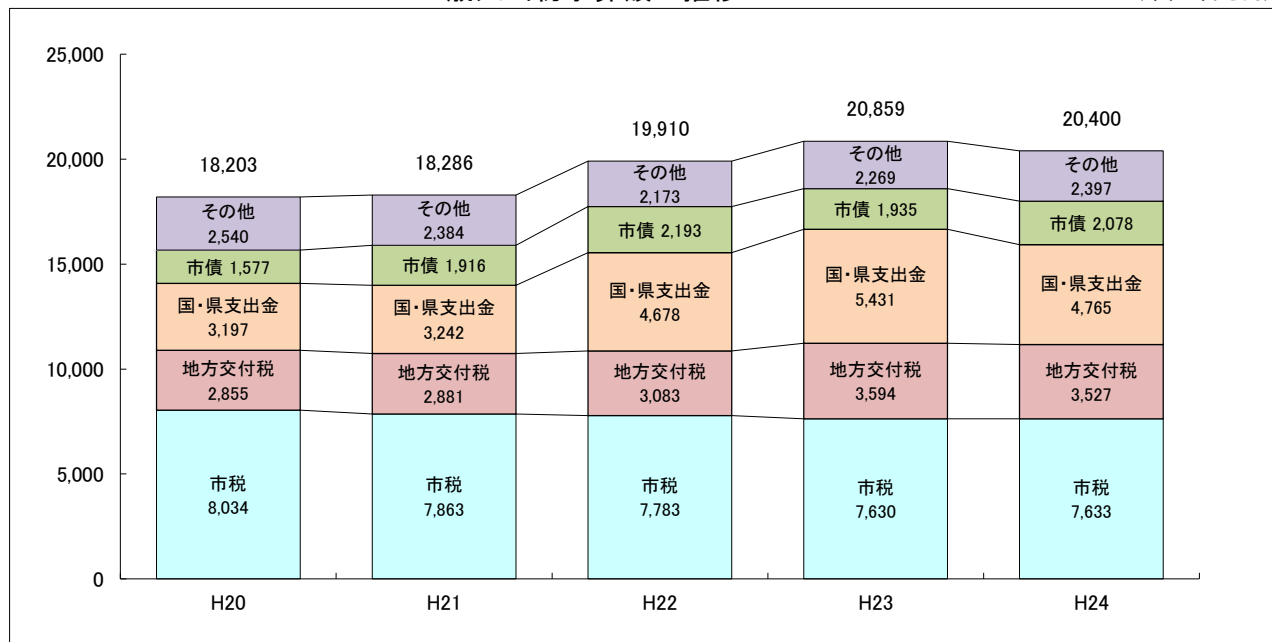 25,000
20,000
15,000
10,000
5,000
0
18,203
その他
2,540
市債 1,577
国・県支出金
3,197
地方交付税
2,855
市税
8,034
H20
18,286
その他
2,384
市債 1,916
国・県支出金
3,242
地方交付税
2,881
市税
7,863
H21
19,910
その他
2,173
市債 2,193
国・県支出金
4,678
地方交付税
3,083
市税
7,783
H22
20,859
その他
2,269
市債 1,935
国・県支出金
5,431
地方交付税
3,594
市税
7,630
H23
20,400
その他
2,397
市債 2,078
国・県支出金
4,765
地方交付税
3,527
市税
7,633
H24